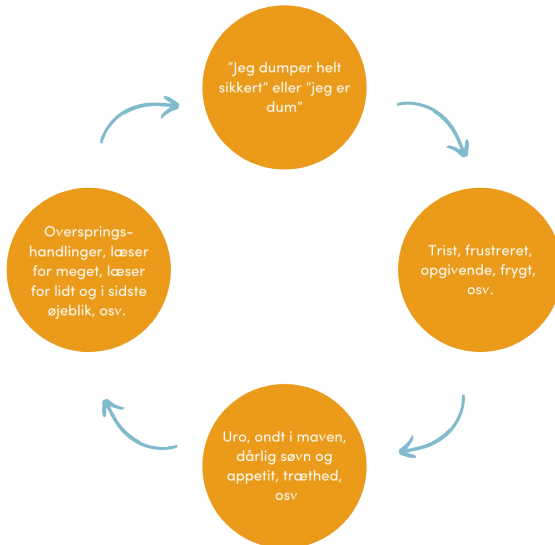 "Jeg dumper helt
sikkert" eller "jeg er
dum"
Trist, frustreret,
opgivende, frygt,
osv.
Uro, ondt i maven,
dårlig søvn og
appetit, træthed,
osv
Oversprings-
handlinger, læser
for meget, læser
for lidt og i sidste
øjeblik, osv.